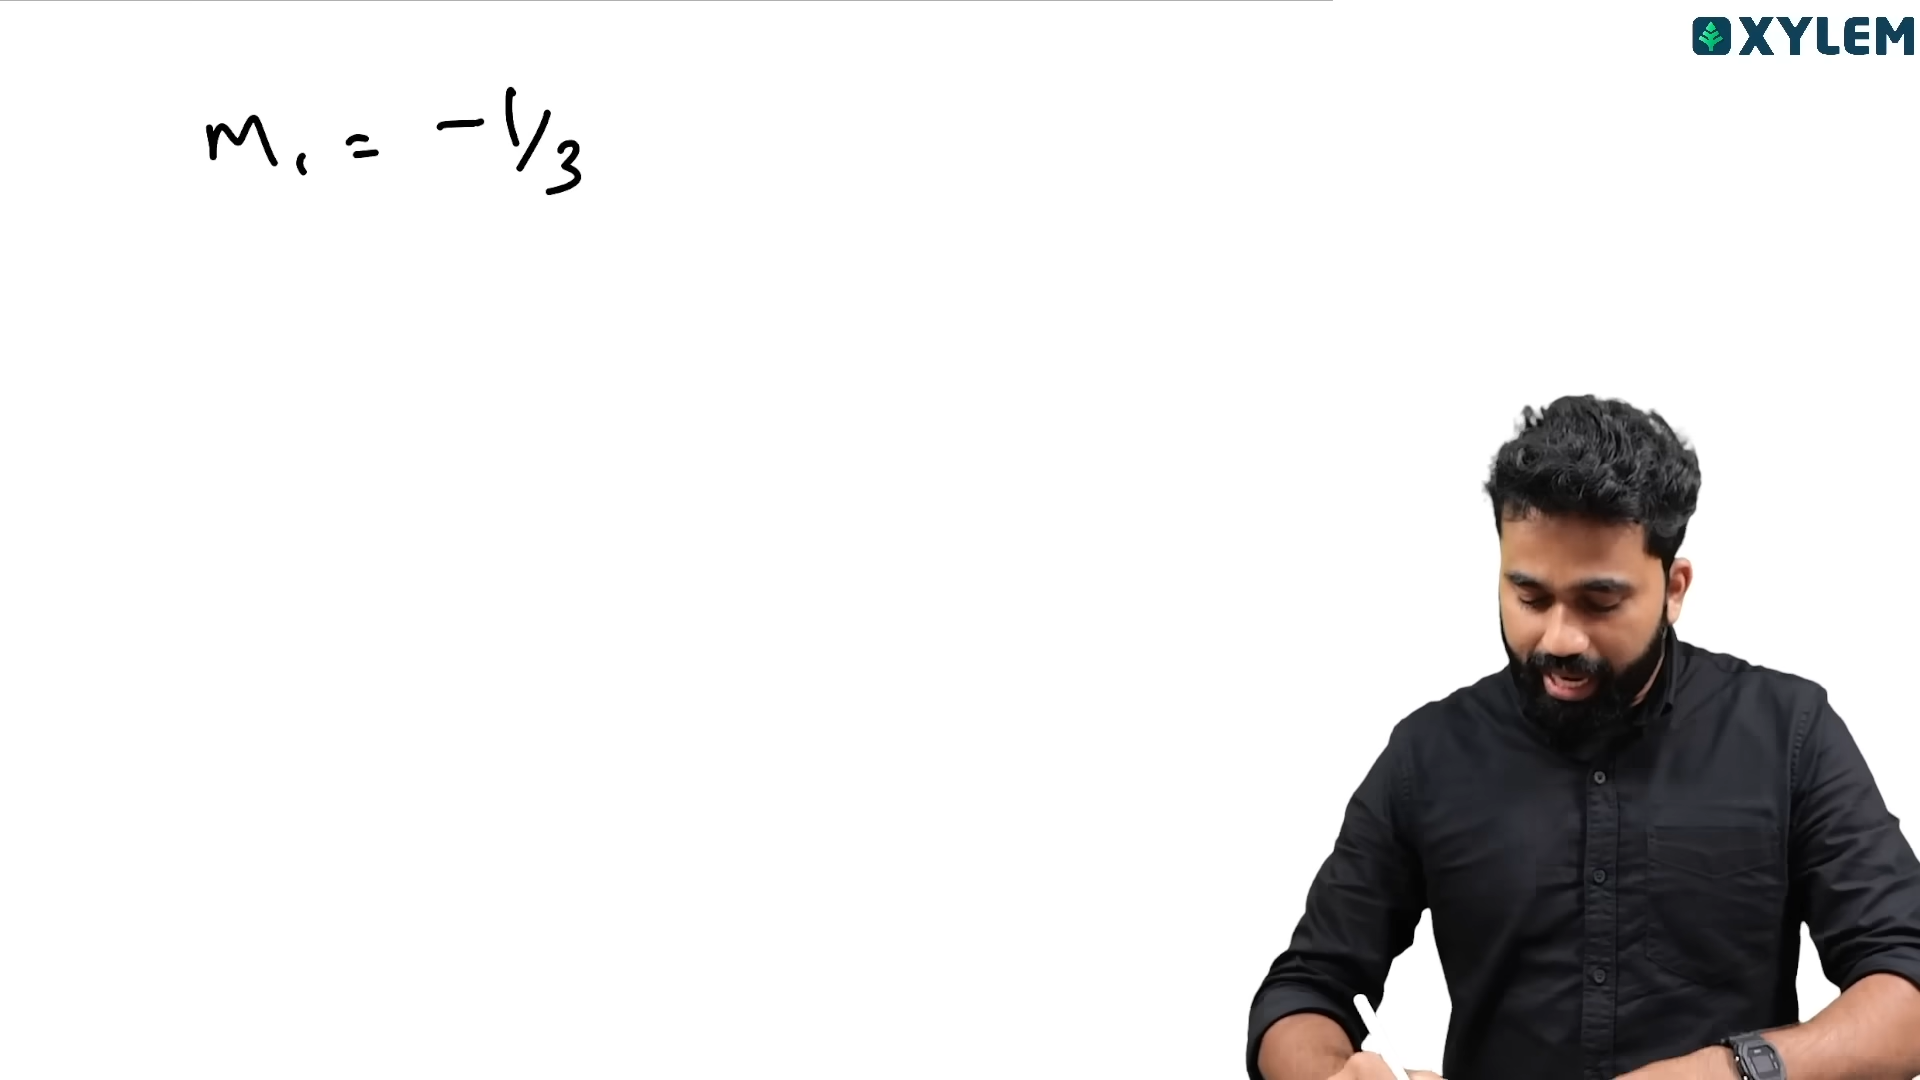 XYLEM
m₁ = -1/3